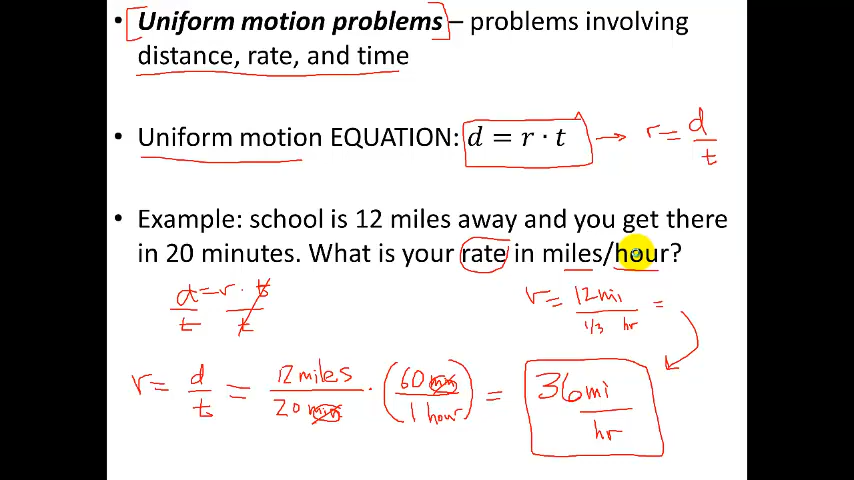 • [Uniform motion problems] – problems involving
distance, rate, and time
• Uniform motion EQUATION: d = r · t → r = d/t
• Example: school is 12 miles away and you get there
in 20 minutes. What is your rate in miles/hour?
d/t = r · t/t
r = 12mi / 1/3 hr =
r = d/t = 12 miles / 20 min · (60 min / 1 hour) = 36 mi/hr